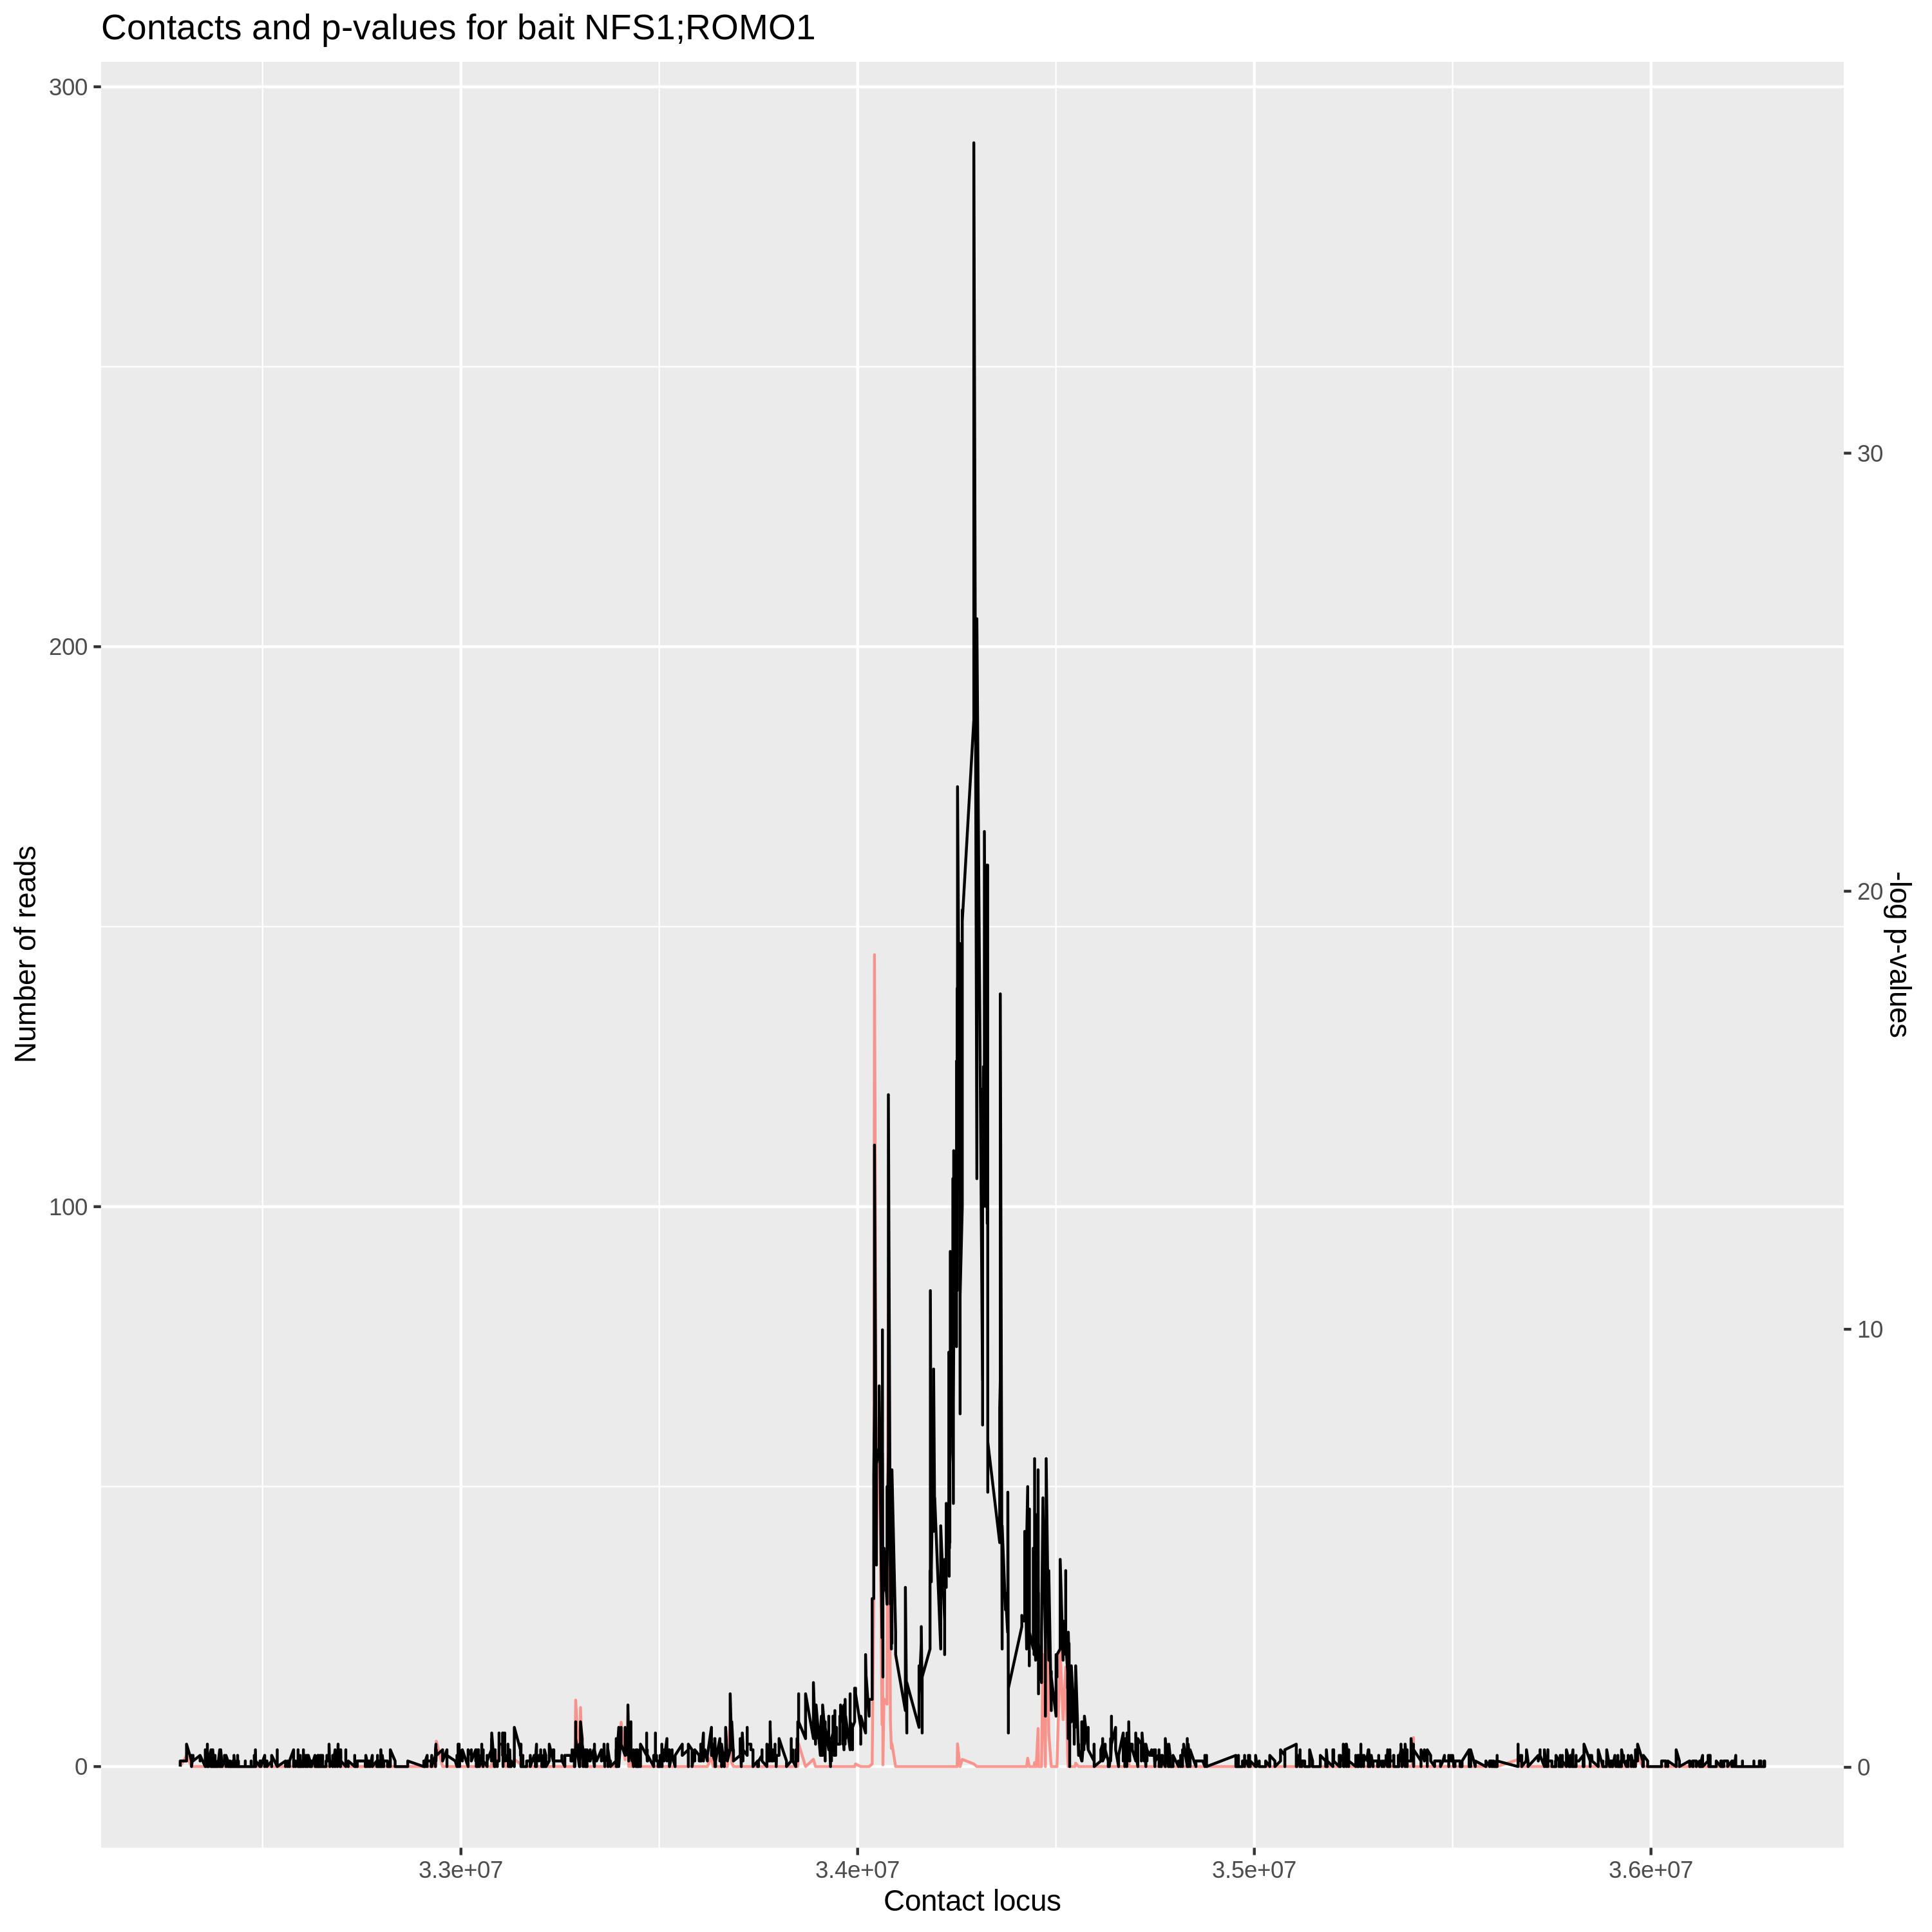 Contacts and p-values for bait NFS1;ROMO1
300
200
100
0
Number of reads
30
20
10
0
-log p-values
3.3e+07
3.4e+07
3.5e+07
3.6e+07
Contact locus